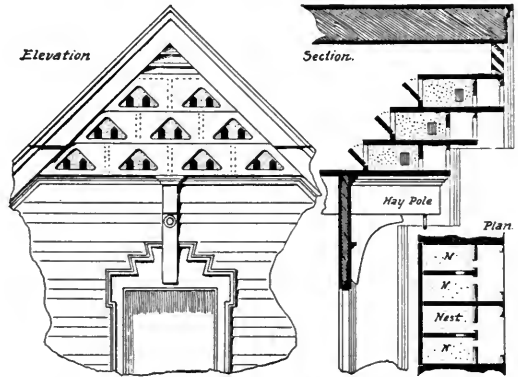 Elevation
Section.
Hay Pole
Plan.
N
N.
Nest
N